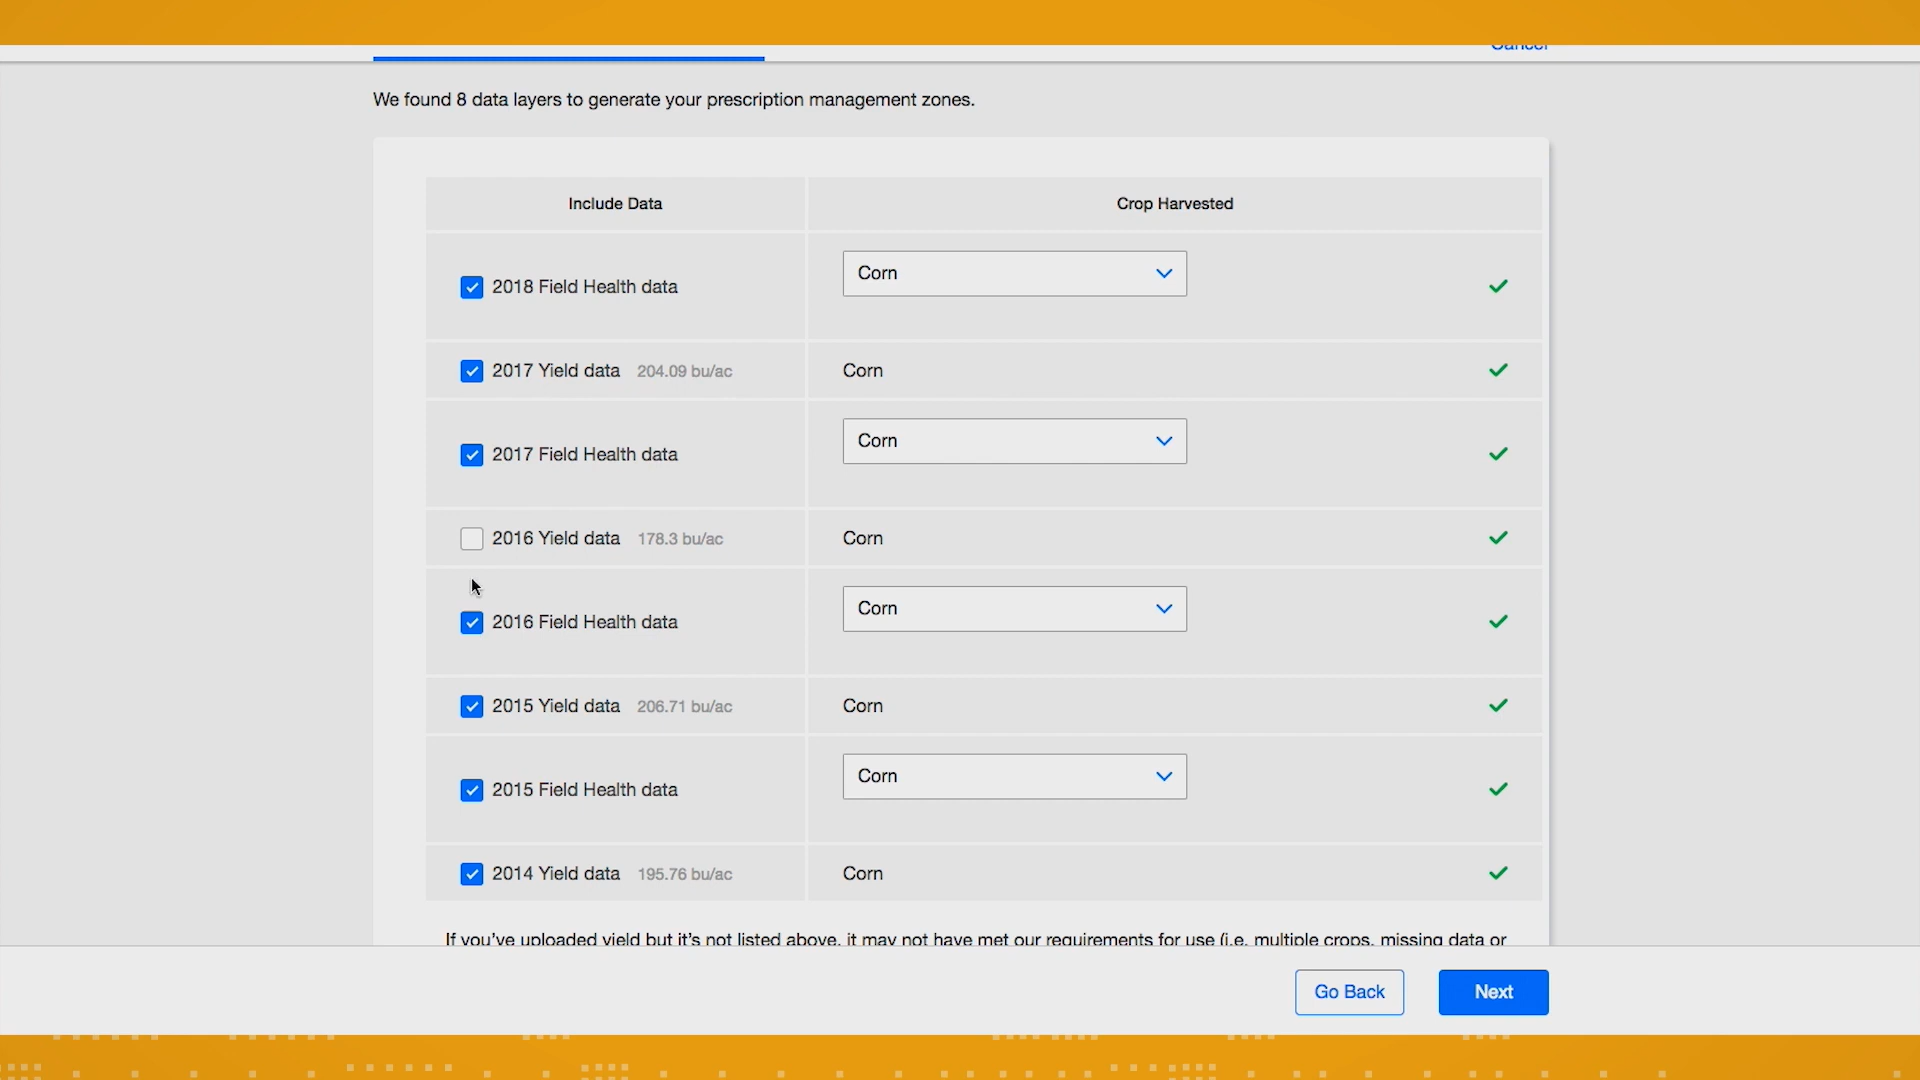 Cancel
We found 8 data layers to generate your prescription management zones.
Include Data
Crop Harvested
2018 Field Health data
Corn
2017 Yield data 204.09 bu/ac
Corn
2017 Field Health data
Corn
2016 Yield data 178.3 bu/ac
Corn
2016 Field Health data
Corn
2015 Yield data 206.71 bu/ac
Corn
2015 Field Health data
Corn
2014 Yield data 195.76 bu/ac
Corn
If you've uploaded yield but it's not listed above, it may not have met our requirements for use (i.e. multiple crops, missing data or
Go Back
Next